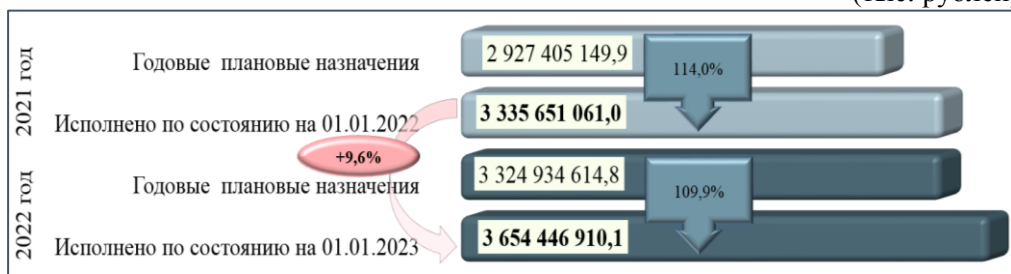 2021 год
Годовые плановые назначения
2 927 405 149,9
114,0%
Исполнено по состоянию на 01.01.2022
3 335 651 061,0
+9,6%
2022 год
Годовые плановые назначения
3 324 934 614,8
109,9%
Исполнено по состоянию на 01.01.2023
3 654 446 910,1